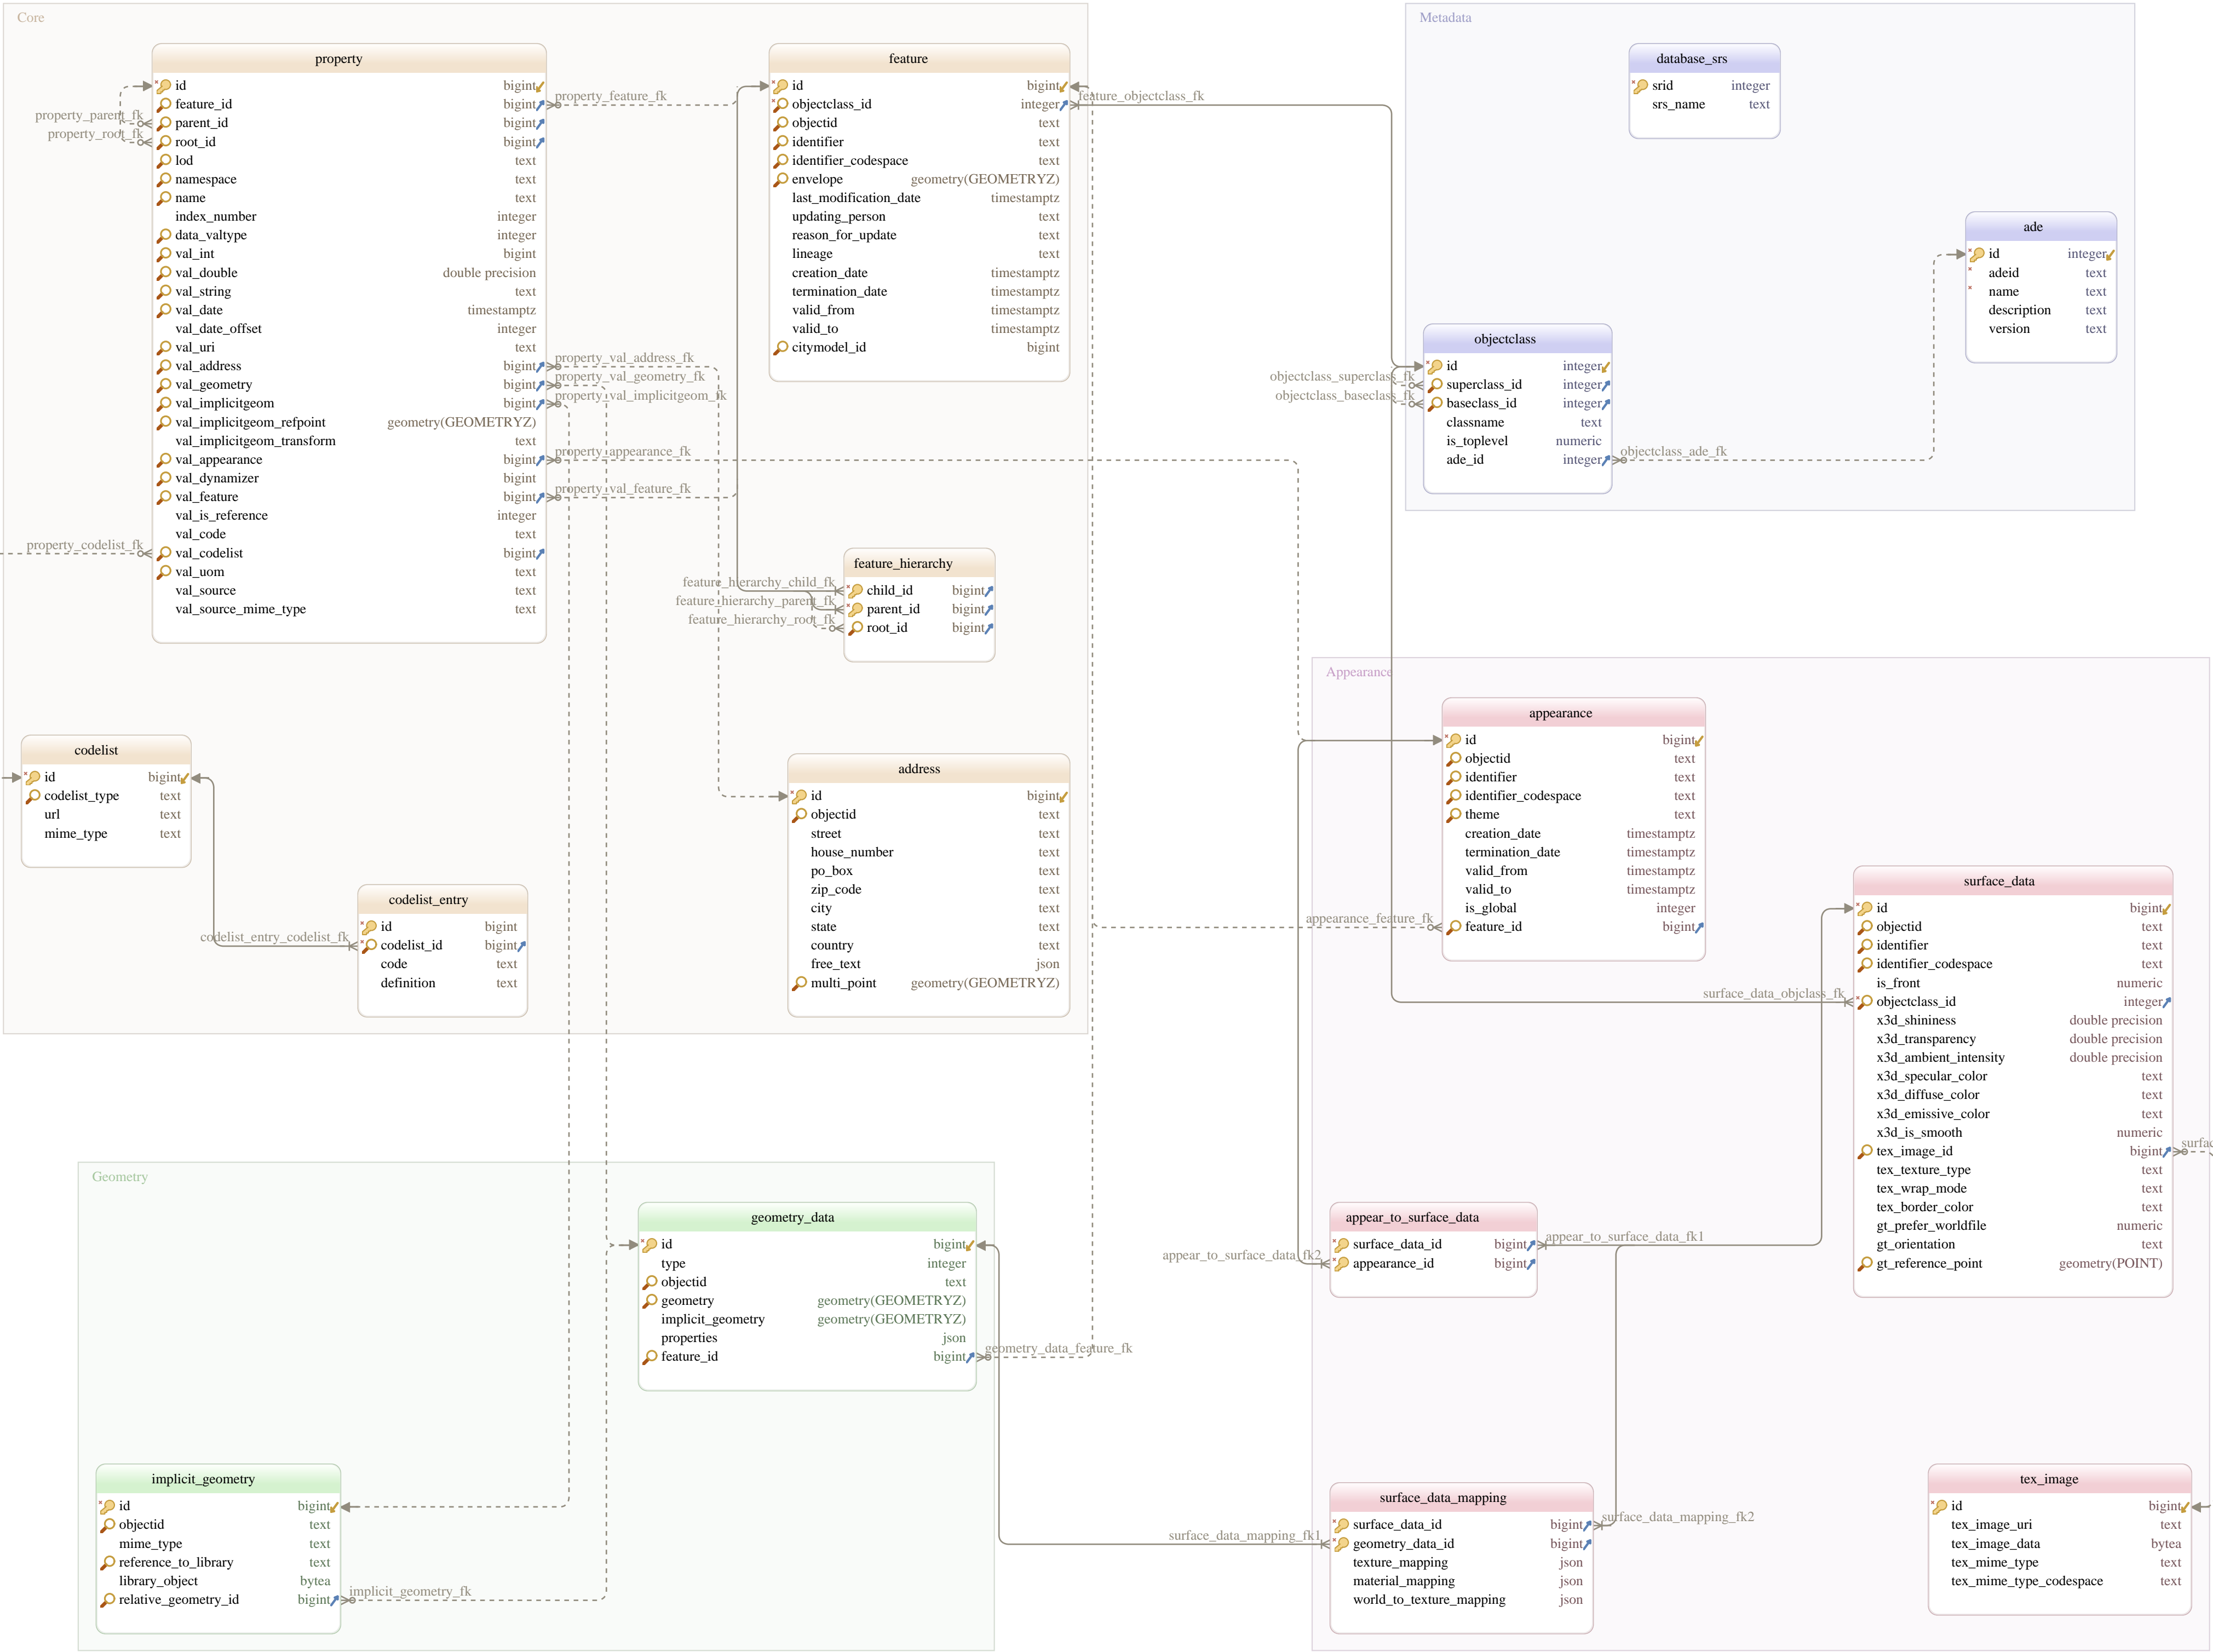 Core
property
id bigint
feature_id bigint
parent_id bigint
root_id bigint
lod text
namespace text
name text
index_number integer
data_valtype integer
val_int bigint
val_double double precision
val_string text
val_date timestamptz
val_date_offset integer
val_uri text
val_address bigint
val_geometry bigint
val_implicitgeom bigint
val_implicitgeom_refpoint geometry(GEOMETRYZ)
val_implicitgeom_transform text
val_appearance bigint
val_dynamizer bigint
val_feature bigint
val_is_reference integer
val_code text
val_codelist bigint
val_uom text
val_source text
val_source_mime_type text
property_parent_fk
property_root_fk
property_codelist_fk
property_feature_fk
property_val_address_fk
property_val_geometry_fk
property_val_implicitgeom_fk
property_appearance_fk
property_val_feature_fk
feature
id bigint
objectclass_id integer
objectid text
identifier text
identifier_codespace text
envelope geometry(GEOMETRYZ)
last_modification_date timestamptz
updating_person text
reason_for_update text
lineage text
creation_date timestamptz
termination_date timestamptz
valid_from timestamptz
valid_to timestamptz
citymodel_id bigint
feature_objectclass_fk
feature_hierarchy
child_id bigint
parent_id bigint
root_id bigint
feature_hierarchy_child_fk
feature_hierarchy_parent_fk
feature_hierarchy_root_fk
codelist
id bigint
codelist_type text
url text
mime_type text
codelist_entry
id bigint
codelist_id bigint
code text
definition text
codelist_entry_codelist_fk
address
id bigint
objectid text
street text
house_number text
po_box text
zip_code text
city text
state text
country text
free_text json
multi_point geometry(GEOMETRYZ)
Metadata
database_srs
srid integer
srs_name text
ade
id integer
adeid text
name text
description text
version text
objectclass
id integer
superclass_id integer
baseclass_id integer
classname text
is_toplevel numeric
ade_id integer
objectclass_superclass_fk
objectclass_baseclass_fk
objectclass_ade_fk
Appearance
appearance
id bigint
objectid text
identifier text
identifier_codespace text
theme text
creation_date timestamptz
termination_date timestamptz
valid_from timestamptz
valid_to timestamptz
is_global integer
feature_id bigint
appearance_feature_fk
surface_data
id bigint
objectid text
identifier text
identifier_codespace text
is_front numeric
objectclass_id integer
x3d_shininess double precision
x3d_transparency double precision
x3d_ambient_intensity double precision
x3d_specular_color text
x3d_diffuse_color text
x3d_emissive_color text
x3d_is_smooth numeric
tex_image_id bigint
tex_texture_type text
tex_wrap_mode text
tex_border_color text
gt_prefer_worldfile numeric
gt_orientation text
gt_reference_point geometry(POINT)
surface_data_objclass_fk
surfac
appear_to_surface_data
surface_data_id bigint
appearance_id bigint
appear_to_surface_data_fk1
appear_to_surface_data_fk2
surface_data_mapping
surface_data_id bigint
geometry_data_id bigint
texture_mapping json
material_mapping json
world_to_texture_mapping json
surface_data_mapping_fk1
surface_data_mapping_fk2
tex_image
id bigint
tex_image_uri text
tex_image_data bytea
tex_mime_type text
tex_mime_type_codespace text
Geometry
geometry_data
id bigint
type integer
objectid text
geometry geometry(GEOMETRYZ)
implicit_geometry geometry(GEOMETRYZ)
properties json
feature_id bigint
geometry_data_feature_fk
implicit_geometry
id bigint
objectid text
mime_type text
reference_to_library text
library_object bytea
relative_geometry_id bigint
implicit_geometry_fk